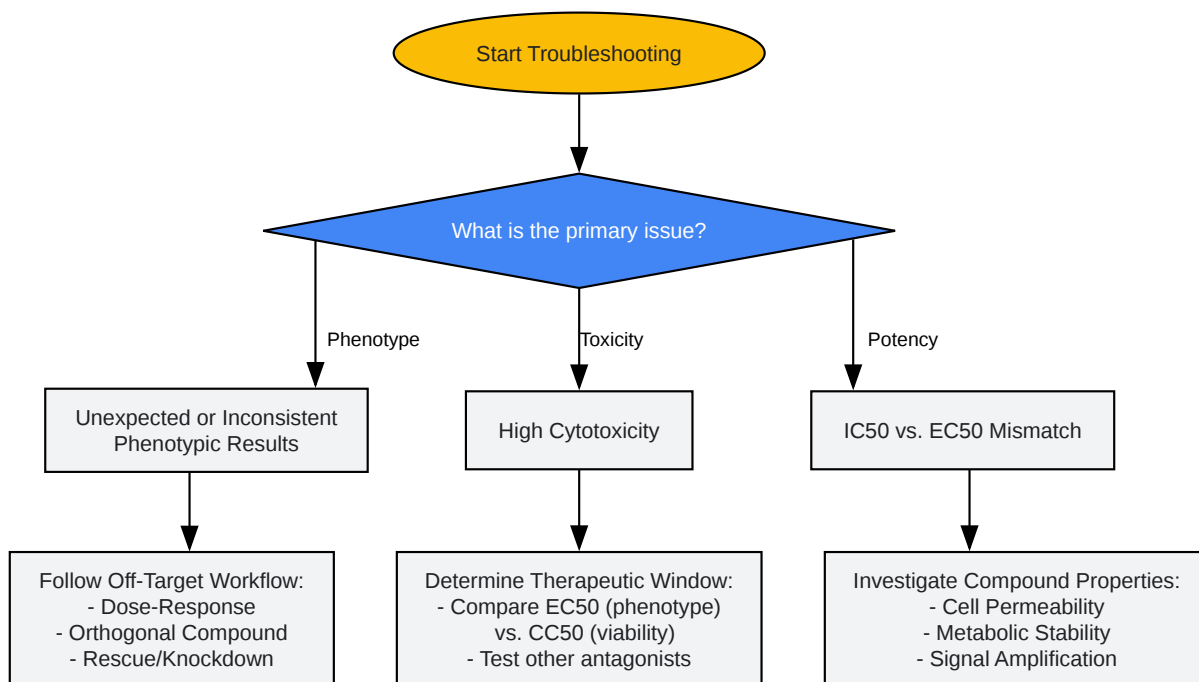 Start Troubleshooting
What is the primary issue?
Phenotype
Toxicity
Potency
Unexpected or Inconsistent
Phenotypic Results
High Cytotoxicity
IC50 vs. EC50 Mismatch
Follow Off-Target Workflow:
- Dose-Response
- Orthogonal Compound
- Rescue/Knockdown
Determine Therapeutic Window:
- Compare EC50 (phenotype)
vs. CC50 (viability)
- Test other antagonists
Investigate Compound Properties:
- Cell Permeability
- Metabolic Stability
- Signal Amplification